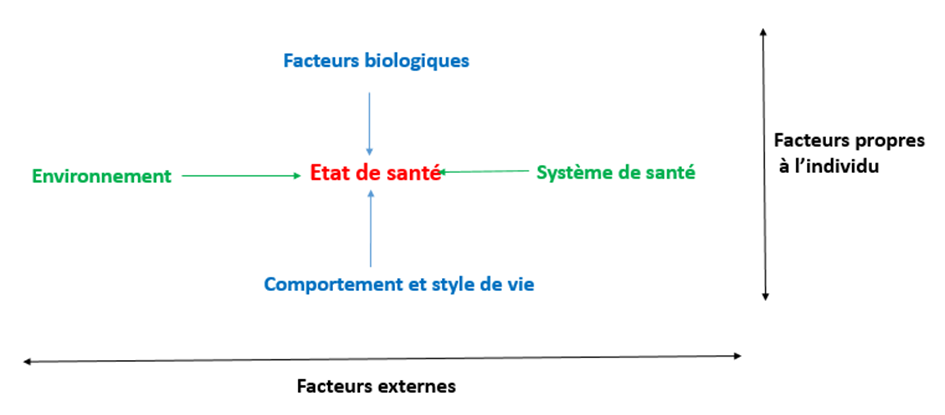 Facteurs biologiques
Facteurs propres
à l’individu
Environnement
Etat de santé
Système de santé
Comportement et style de vie
Facteurs externes